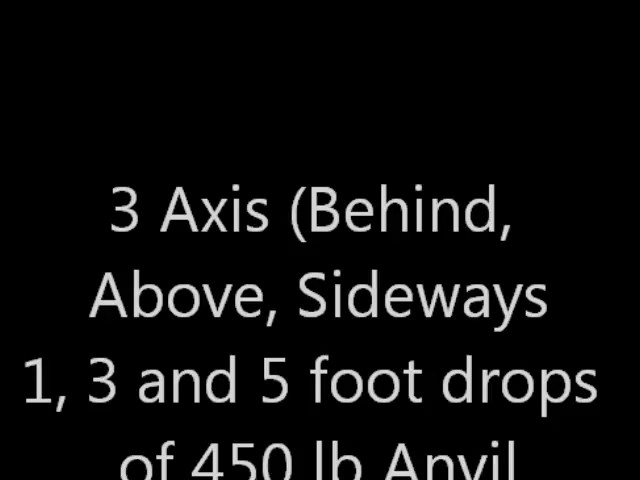 3 Axis (Behind,
Above, Sideways
1, 3 and 5 foot drops
of 450 lb Anvil